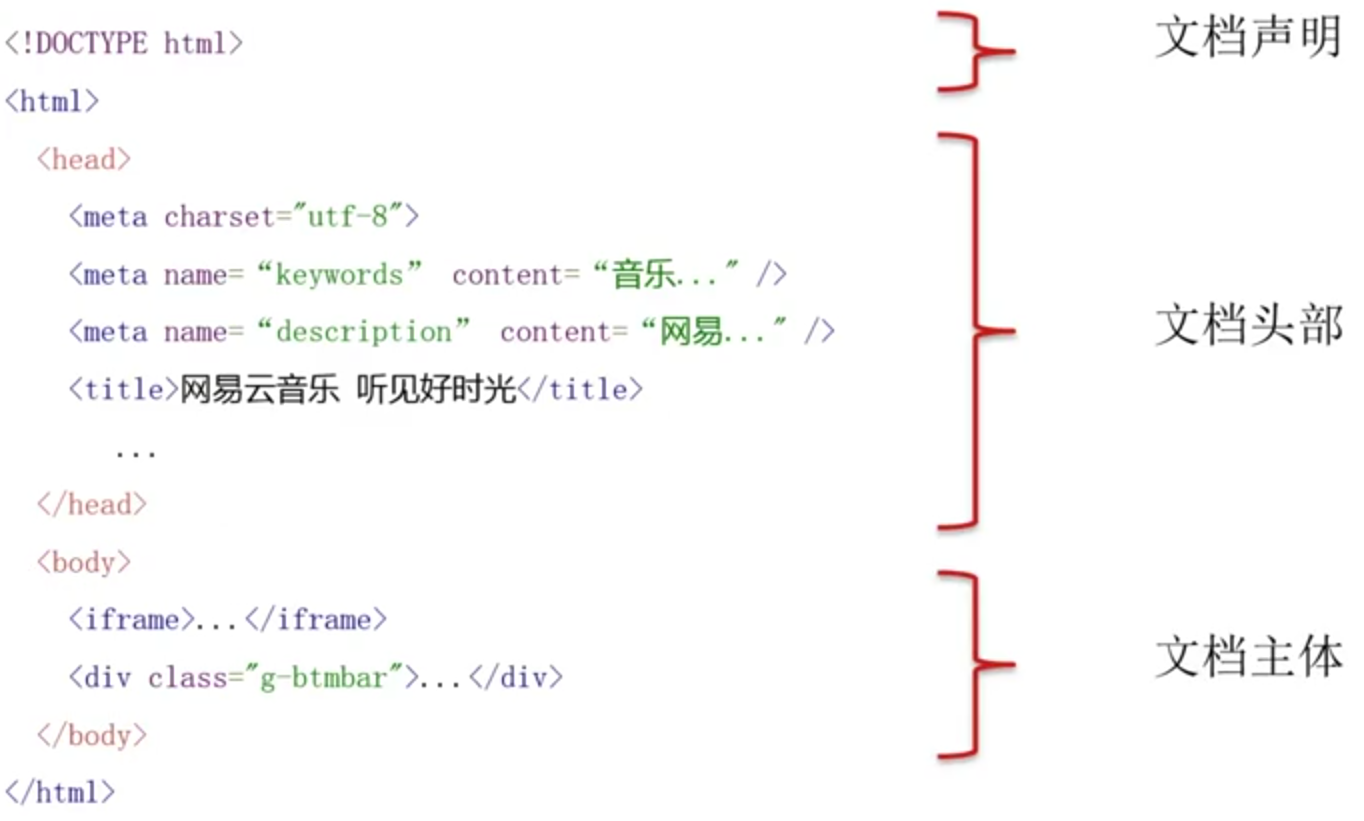 <!DOCTYPE html>
文档声明
<html>
<head>
<meta charset="utf-8">
<meta name=“keywords” content=“音乐..." />
<meta name=“description” content=“网易..." />
文档头部
<title>网易云音乐 听见好时光</title>
...
</head>
<body>
<iframe>...</iframe>
文档主体
<div class="g-btmbar">...</div>
</body>
</html>